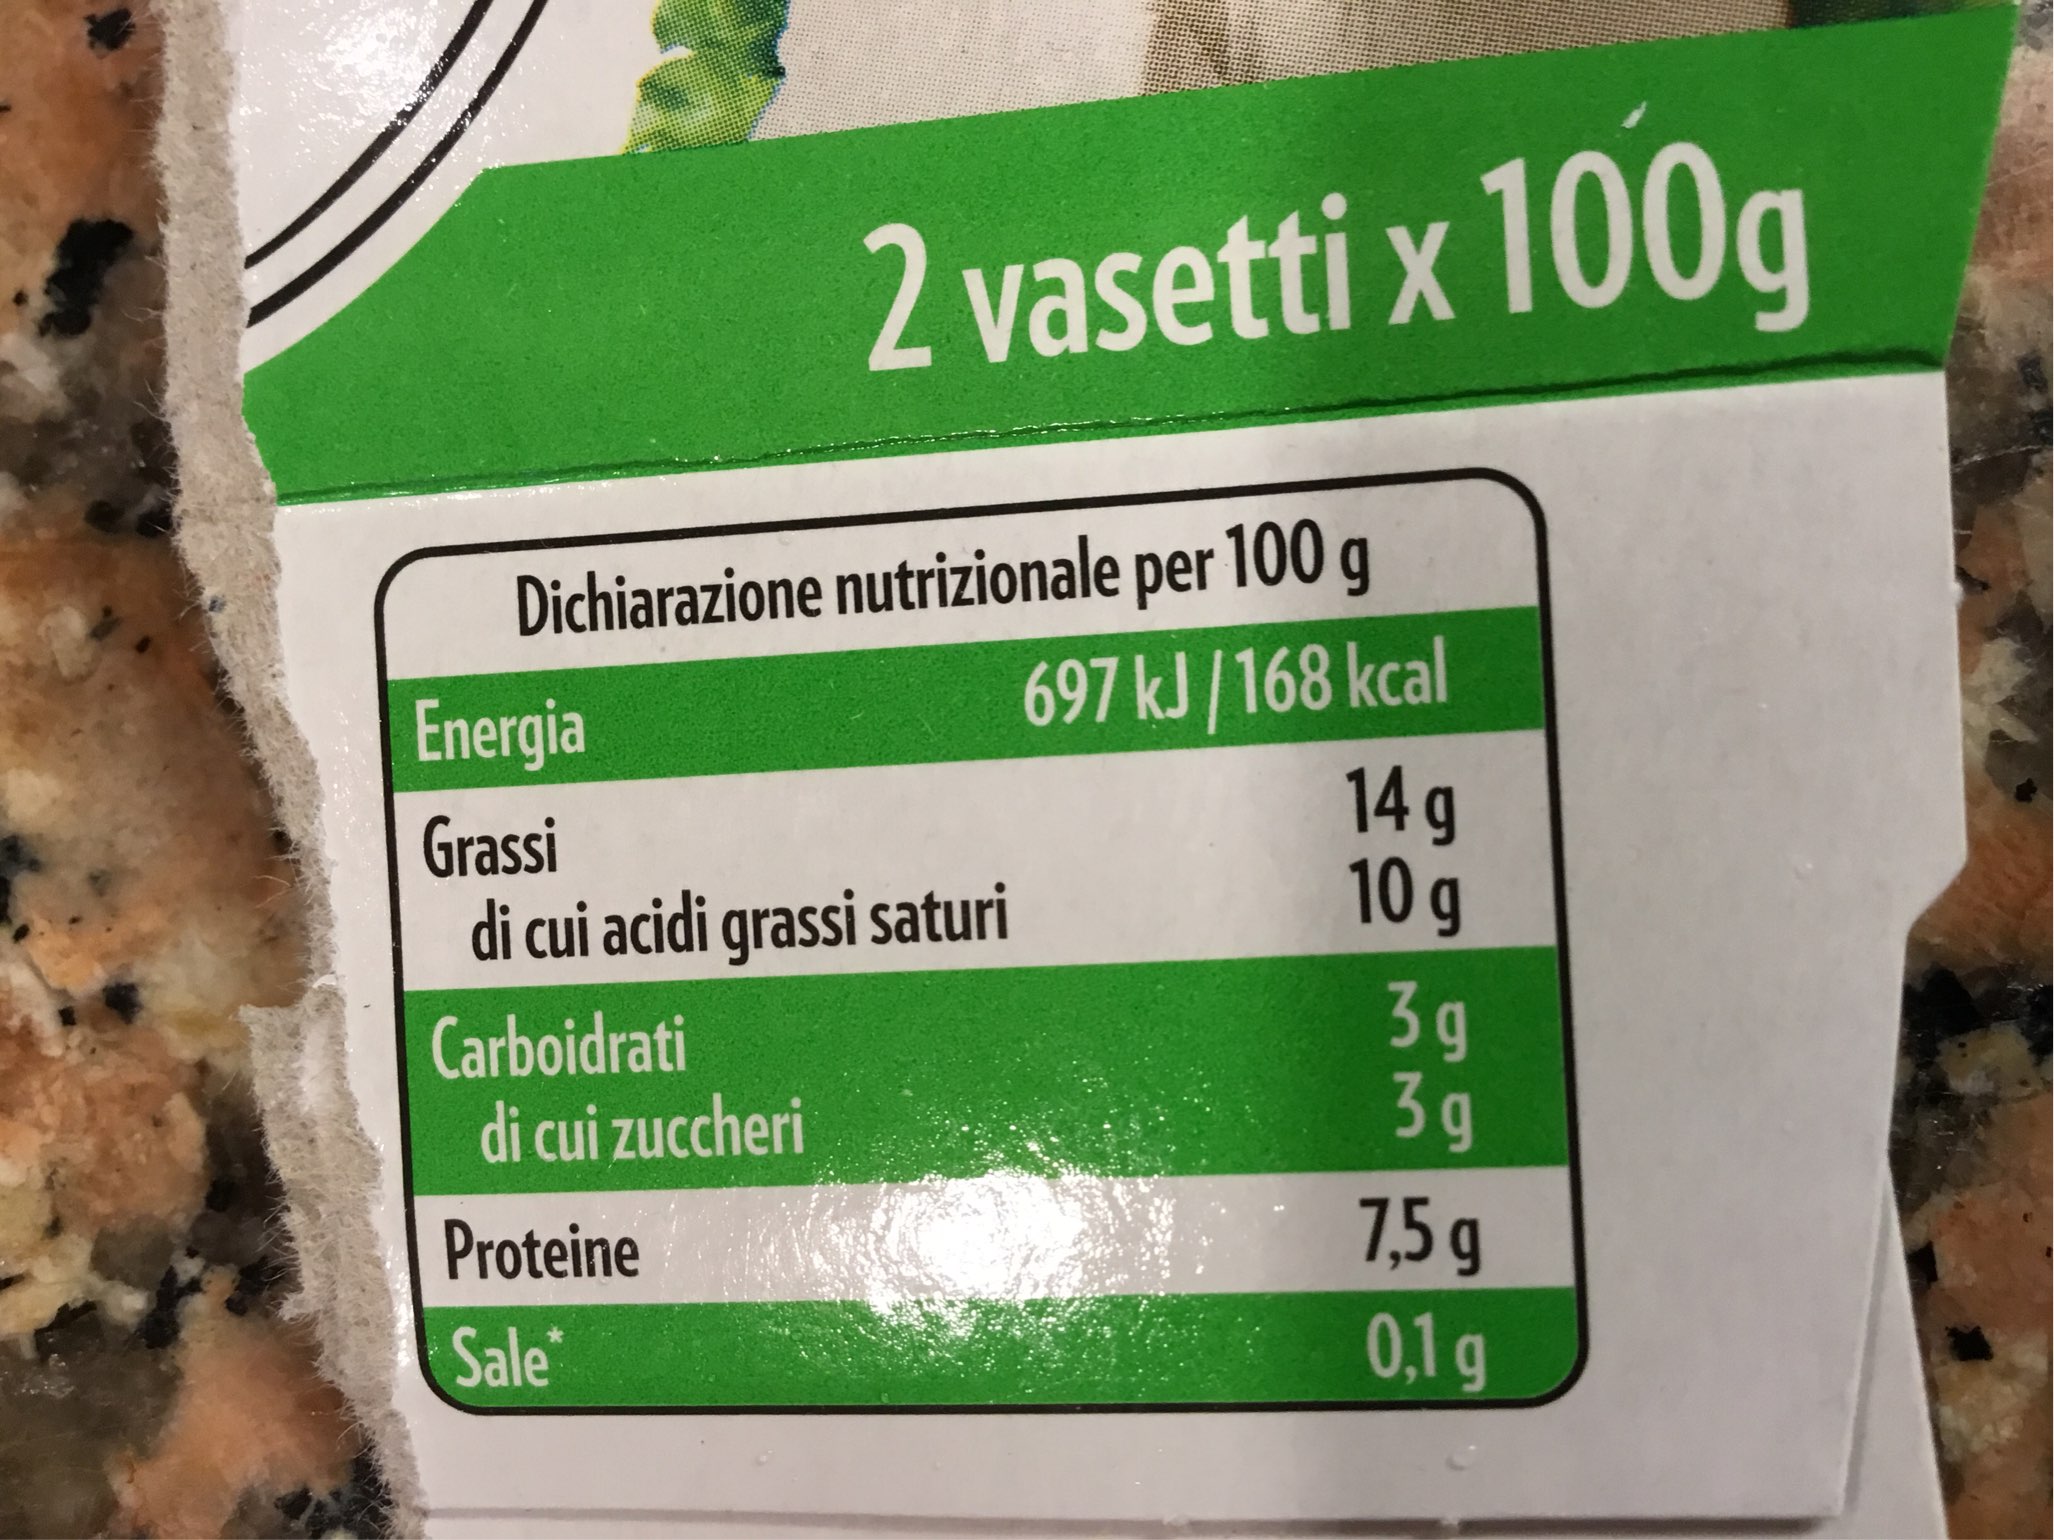 2 vasetti x 100g
Dichiarazione nutrizionale per 100 g
Energia 697 kJ / 168 kcal
Grassi 14 g
di cui acidi grassi saturi 10 g
Carboidrati 3 g
di cui zuccheri 3 g
Proteine 7,5 g
Sale* 0,1 g